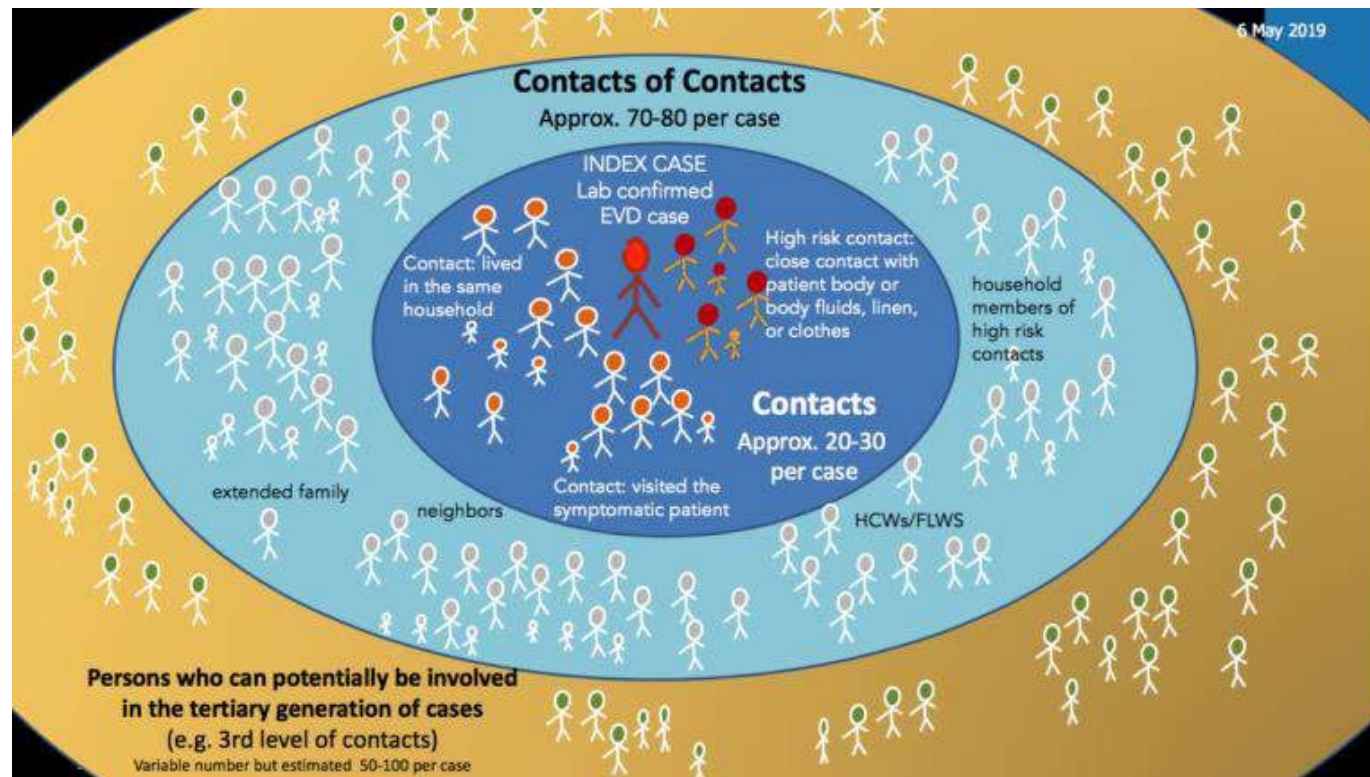 6 May 2019
Contacts of Contacts
Approx. 70-80 per case
INDEX CASE
Lab confirmed
EVD case
Contact: lived
in the same
household
High risk contact:
close contact with
patient body or
body fluids, linen,
or clothes
household
members of
high risk
contacts
Contacts
Approx. 20-30
per case
Contact: visited the
symptomatic patient
extended family
neighbors
HCWs/FLWS
Persons who can potentially be involved
in the tertiary generation of cases
(e.g. 3rd level of contacts)
Variable number but estimated 50-100 per case